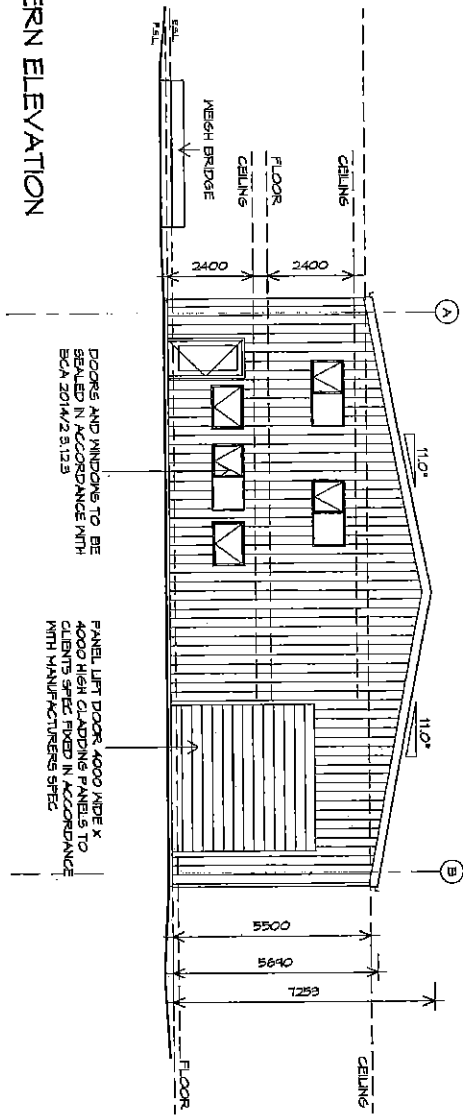 ERN ELEVATION
WEIGH BRIDGE
F.S.L.
CEILING
FLOOR
CEILING
2400
2400
A
B
11.0°
11.0°
DOORS AND WINDOWS TO BE
SEALED IN ACCORDANCE WITH
BCA 2014/2 3.12.3
PANEL LIFT DOOR 4000 WIDE X
4000 HIGH CLADDING PANELS TO
CLIENTS SPEC FIXED IN ACCORDANCE
WITH MANUFACTURERS SPEC
5500
5690
7259
FLOOR
CEILING